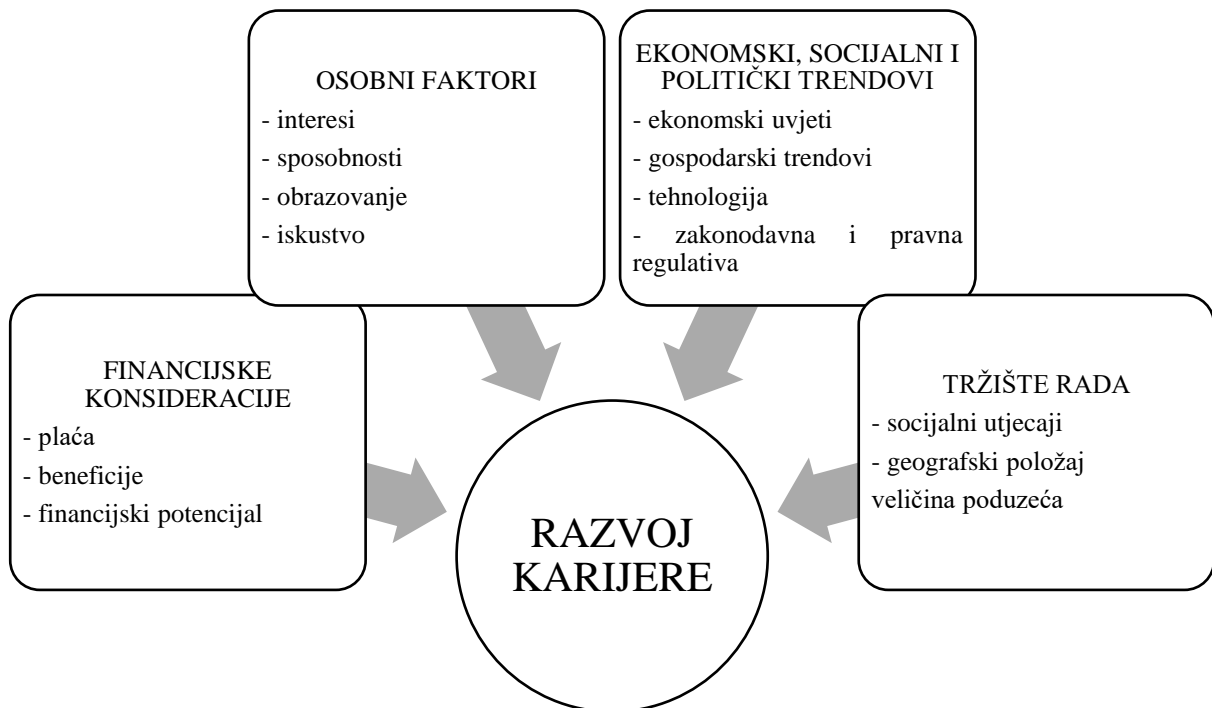 OSOBNI FAKTORI
- interesi
- sposobnosti
- obrazovanje
- iskustvo
EKONOMSKI, SOCIJALNI I
POLITIČKI TRENDOVI
- ekonomski uvjeti
- gospodarski trendovi
- tehnologija
- zakonodavna i pravna
regulativa
FINANCIJSKE
KONSIDERACIJE
- plaća
- beneficije
- financijski potencijal
TRŽIŠTE RADA
- socijalni utjecaji
- geografski položaj
veličina poduzeća
RAZVOJ
KARIJERE